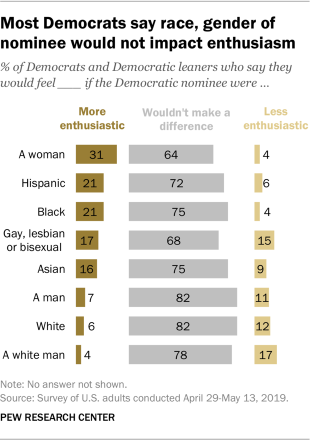 Most Democrats say race, gender of
nominee would not impact enthusiasm
% of Democrats and Democratic leaners who say they
would feel ___ if the Democratic nominee were ...
More
enthusiastic
Wouldn't make a
difference
Less
enthusiastic
A woman 31 64 4
Hispanic 21 72 6
Black 21 75 4
Gay, lesbian
or bisexual 17 68 15
Asian 16 75 9
A man 7 82 11
White 6 82 12
A white man 4 78 17
Note: No answer not shown.
Source: Survey of U.S. adults conducted April 29-May 13, 2019.
PEW RESEARCH CENTER